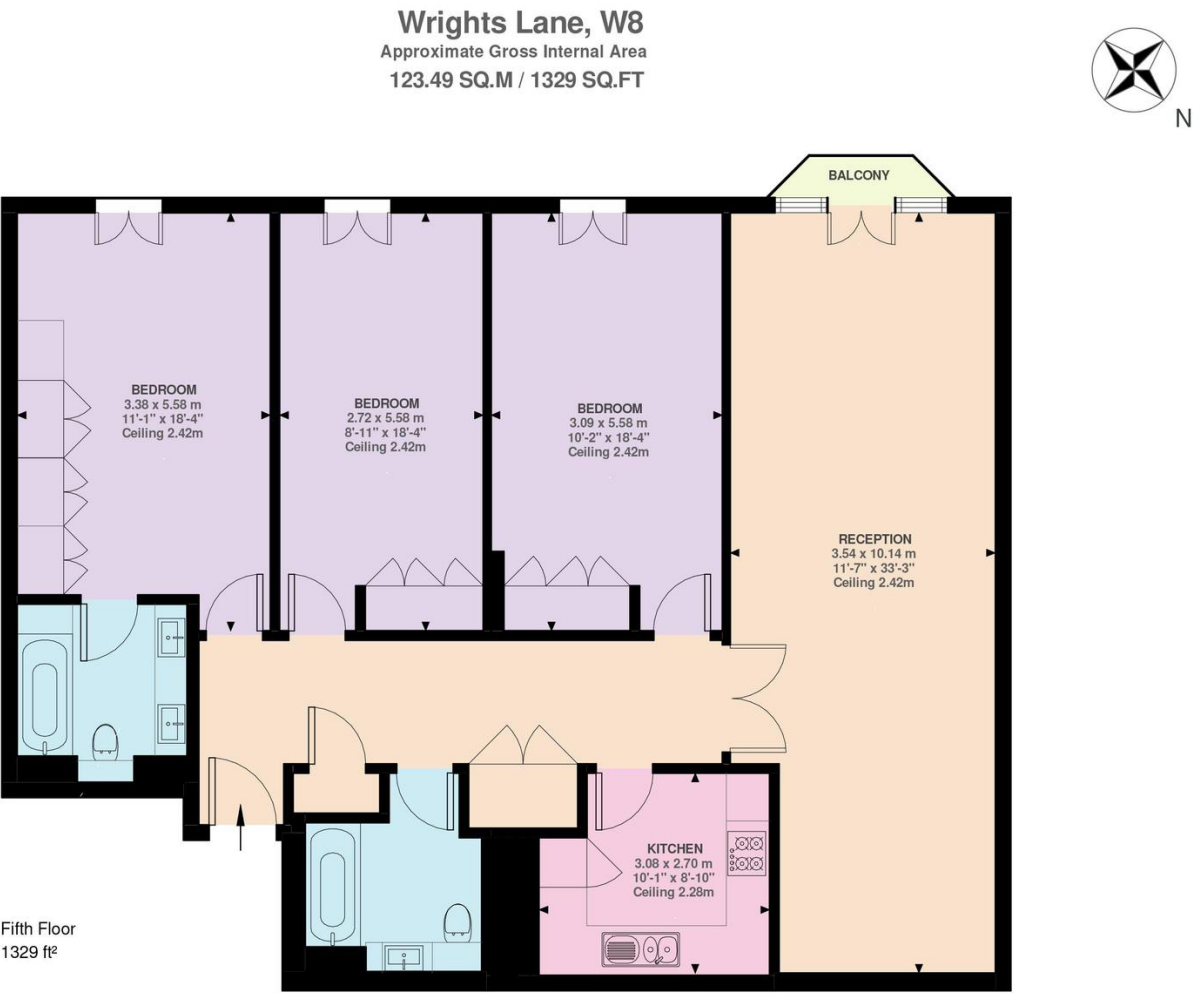 Wrights Lane, W8
Approximate Gross Internal Area
123.49 SQ.M / 1329 SQ.FT
N
BALCONY
BEDROOM
3.38 x 5.58 m
11'-1" x 18'-4"
Ceiling 2.42m
BEDROOM
2.72 x 5.58 m
8'-11" x 18'-4"
Ceiling 2.42m
BEDROOM
3.09 x 5.58 m
10'-2" x 18'-4"
Ceiling 2.42m
RECEPTION
3.54 x 10.14 m
11'-7" x 33'-3"
Ceiling 2.42m
KITCHEN
3.08 x 2.70 m
10'-1" x 8'-10"
Ceiling 2.28m
Fifth Floor
1329 ft²